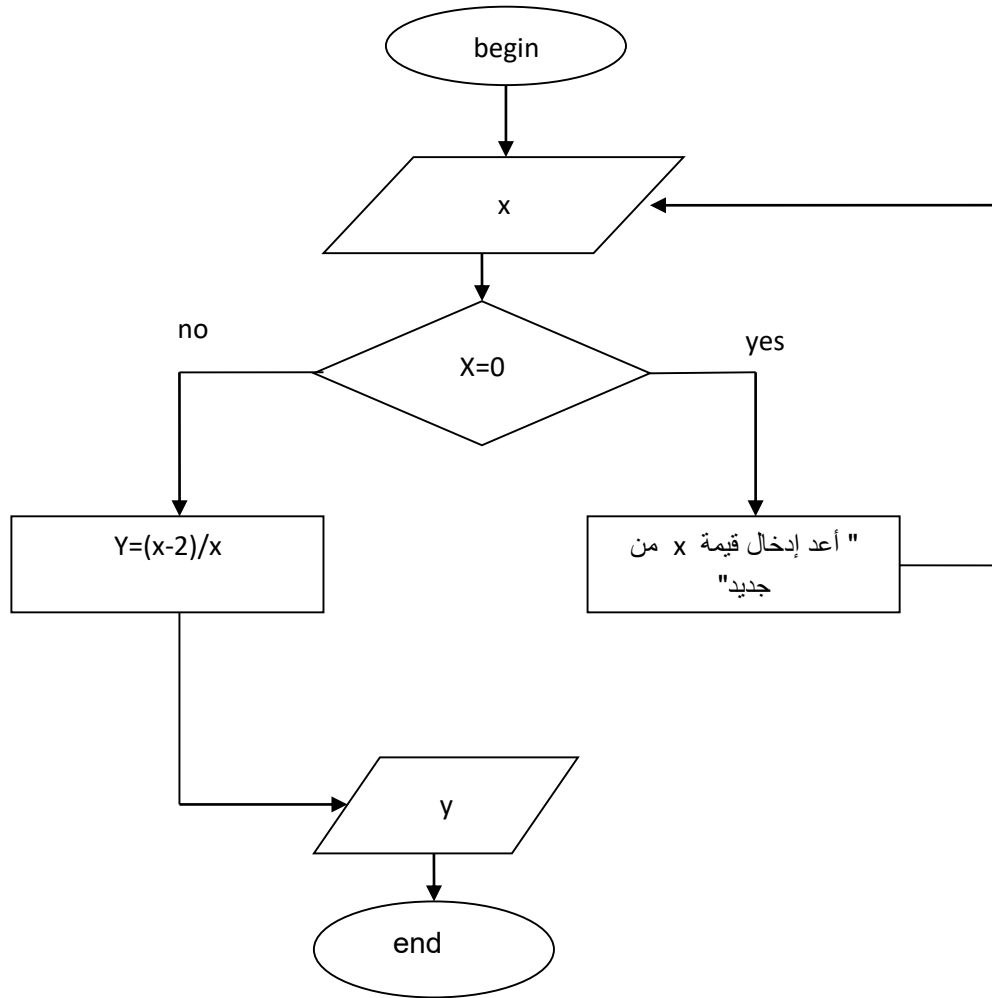 begin
x
no
yes
X=0
Y=(x-2)/x
" أعد إدخال قيمة x من
جديد"
y
end